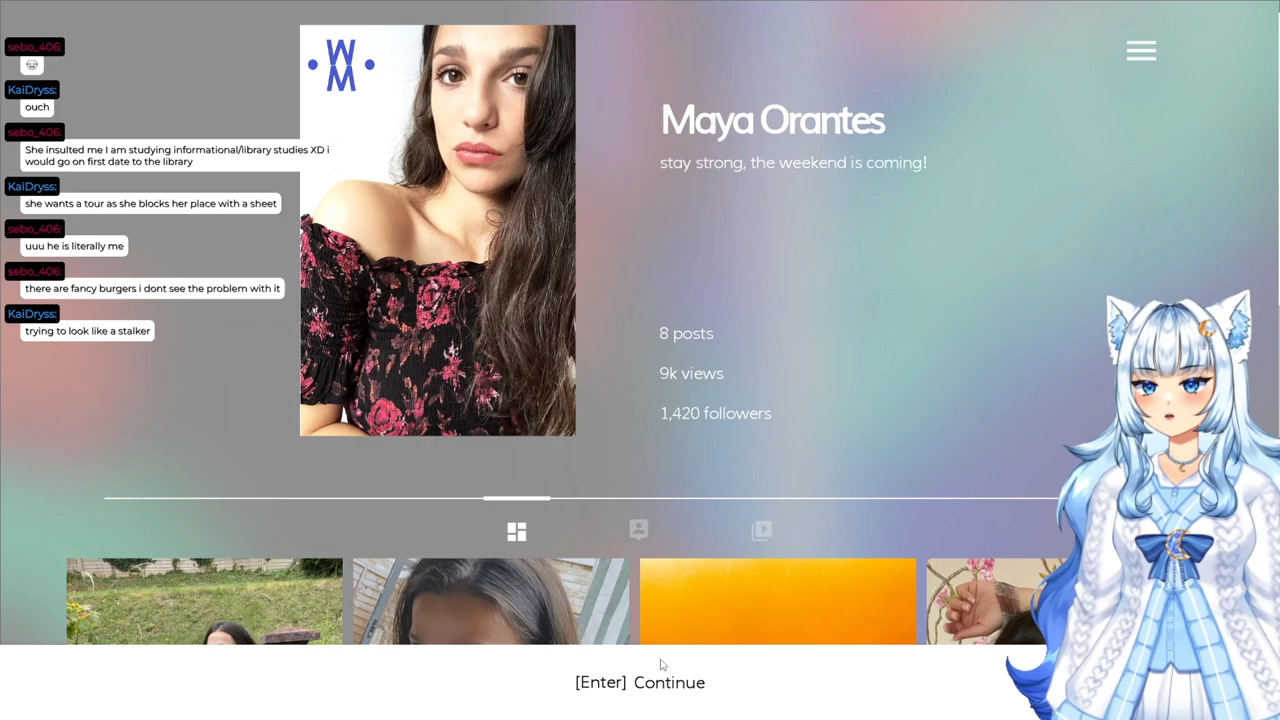 sebo_406:
KaiDryss:
ouch
sebo_406:
She insulted me I am studying informational/library studies XD i
would go on first date to the library
KaiDryss:
she wants a tour as she blocks her place with a sheet
sebo_406:
uuu he is literally me
sebo_406:
there are fancy burgers i dont see the problem with it
KaiDryss:
trying to look like a stalker
W
M
Maya Orantes
stay strong, the weekend is coming!
8 posts
9k views
1,420 followers
[Enter] Continue